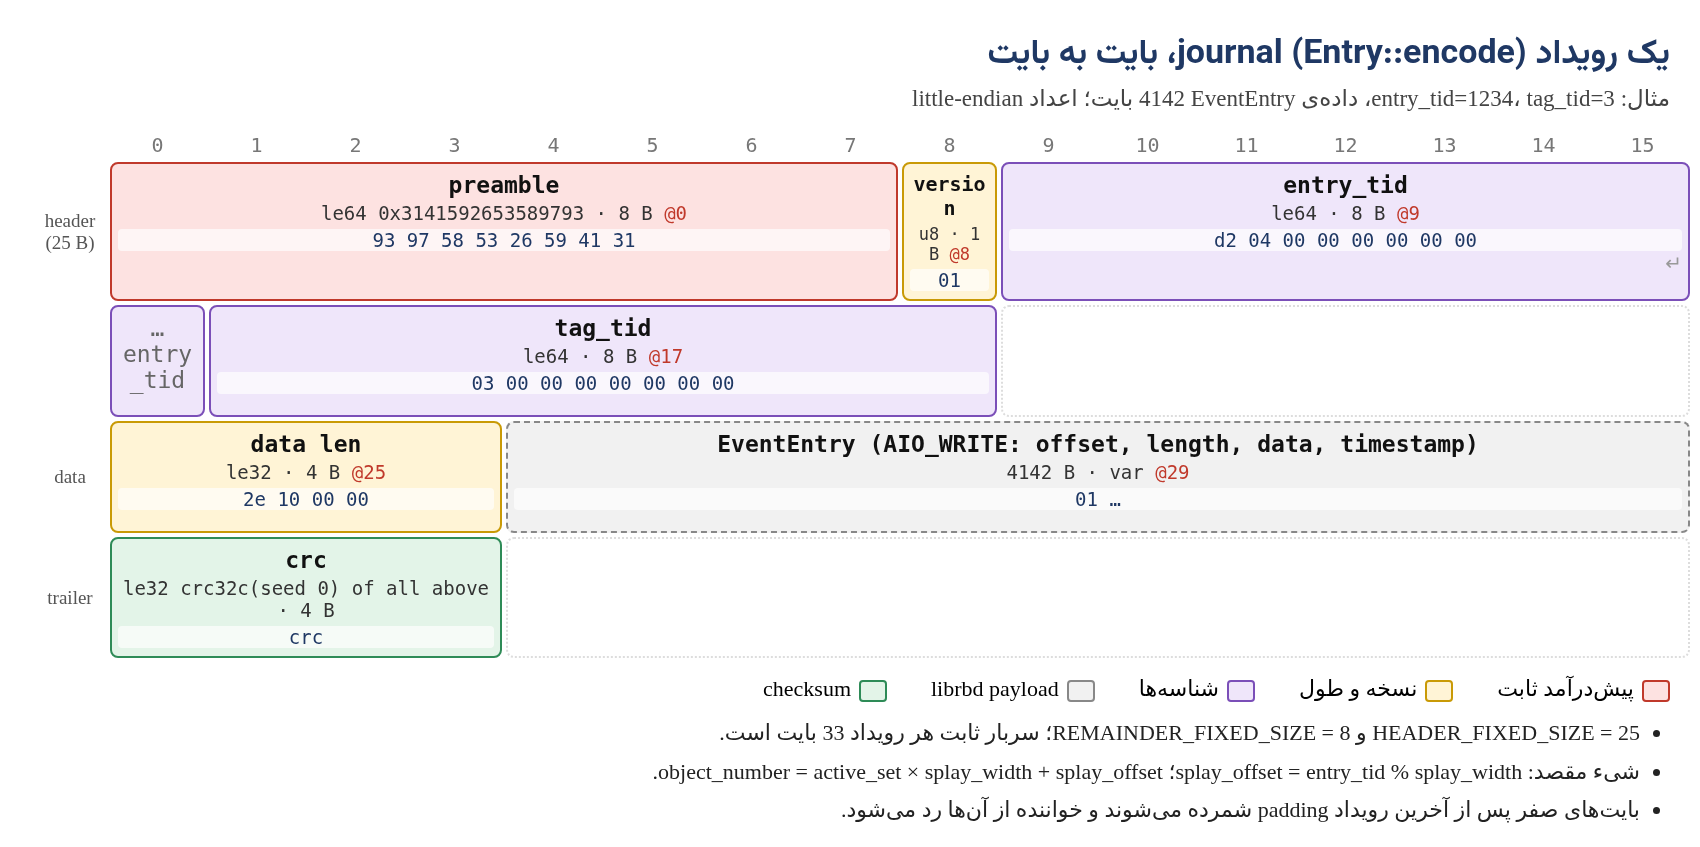 یک رویداد journal (Entry::encode)، بایت به بایت
مثال: entry_tid=1234، tag_tid=3، داده‌ی EventEntry 4142 بایت؛ اعداد little-endian
0 1 2 3 4 5 6 7 8 9 10 11 12 13 14 15
header
(25 B)
preamble
le64 0x3141592653589793 · 8 B @0
93 97 58 53 26 59 41 31
versio
n
u8 · 1
B @8
01
entry_tid
le64 · 8 B @9
d2 04 00 00 00 00 00 00
↵
…
entry
_tid
tag_tid
le64 · 8 B @17
03 00 00 00 00 00 00 00
data
data len
le32 · 4 B @25
2e 10 00 00
EventEntry (AIO_WRITE: offset, length, data, timestamp)
4142 B · var @29
01 …
trailer
crc
le32 crc32c(seed 0) of all above
· 4 B
crc
پیش‌درآمد ثابت
نسخه و طول
شناسه‌ها
librbd payload
checksum
• HEADER_FIXED_SIZE = 25 و REMAINDER_FIXED_SIZE = 8؛ سربار ثابت هر رویداد 33 بایت است.
• شیء مقصد: splay_offset = entry_tid % splay_width؛ object_number = active_set × splay_width + splay_offset.
• بایت‌های صفر پس از آخرین رویداد padding شمرده می‌شوند و خواننده از آن‌ها رد می‌شود.